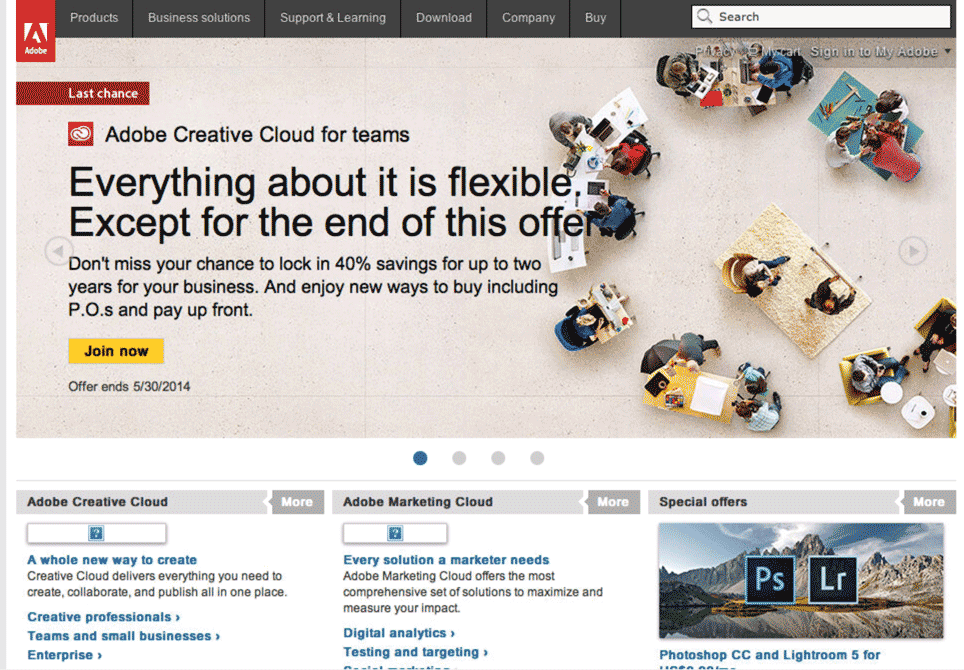 Adobe
Products
Business solutions
Support & Learning
Download
Company
Buy
Search
Privacy
My cart
Sign in to My Adobe
Last chance
Adobe Creative Cloud for teams
Everything about it is flexible.
Except for the end of this offer
Don't miss your chance to lock in 40% savings for up to two
years for your business. And enjoy new ways to buy including
P.O.s and pay up front.
Join now
Offer ends 5/30/2014
Adobe Creative Cloud
More
A whole new way to create
Creative Cloud delivers everything you need to
create, collaborate, and publish all in one place.
Creative professionals ›
Teams and small businesses ›
Enterprise ›
Adobe Marketing Cloud
More
Every solution a marketer needs
Adobe Marketing Cloud offers the most
comprehensive set of solutions to maximize and
measure your impact.
Digital analytics ›
Testing and targeting ›
Social marketing ›
Special offers
More
Ps
Lr
Photoshop CC and Lightroom 5 for